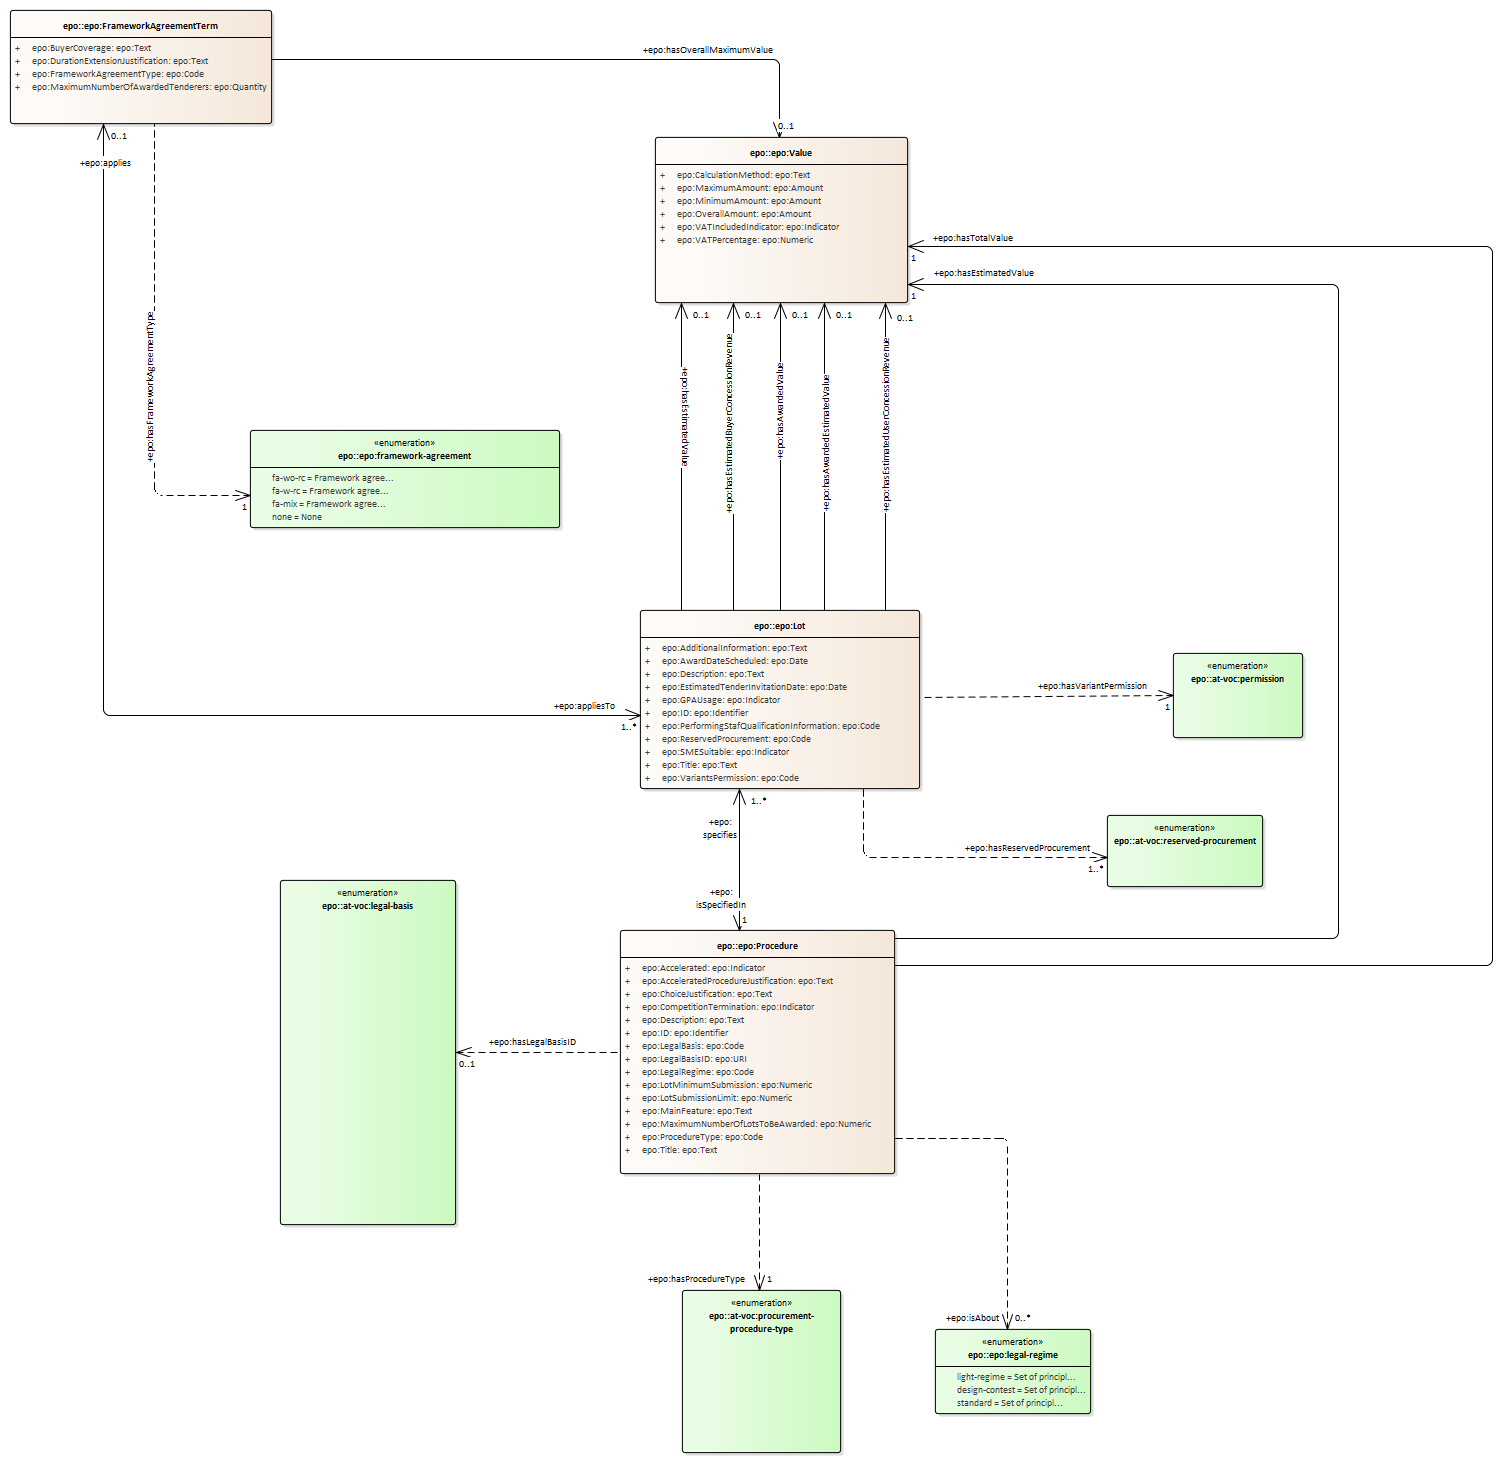 epo::epo:FrameworkAgreementTerm
+ epo:BuyerCoverage: epo:Text
+ epo:DurationExtensionJustification: epo:Text
+ epo:FrameworkAgreementType: epo:Code
+ epo:MaximumNumberOfAwardedTenderers: epo:Quantity
+epo:hasOverallMaximumValue
0..1
0..1
+epo:applies
epo::epo:Value
+ epo:CalculationMethod: epo:Text
+ epo:MaximumAmount: epo:Amount
+ epo:MinimumAmount: epo:Amount
+ epo:OverallAmount: epo:Amount
+ epo:VATIncludedIndicator: epo:Indicator
+ epo:VATPercentage: epo:Numeric
+epo:hasTotalValue
1
+epo:hasEstimatedValue
1
0..1
0..1
0..1
0..1
0..1
+epo:hasFrameworkAgreementType
+epo:hasEstimatedValue
+epo:hasEstimatedBuyerConcessionRevenue
+epo:hasAwardedValue
+epo:hasAwardedEstimatedValue
+epo:hasEstimatedUserConcessionRevenue
«enumeration»
epo::epo:framework-agreement
fa-wo-rc = Framework agree...
fa-w-rc = Framework agree...
fa-mix = Framework agree...
none = None
1
epo::epo:Lot
+ epo:AdditionalInformation: epo:Text
+ epo:AwardDateScheduled: epo:Date
+ epo:Description: epo:Text
+ epo:EstimatedTenderInvitationDate: epo:Date
+ epo:GPAUsage: epo:Indicator
+ epo:ID: epo:Identifier
+ epo:PerformingStafQualificationInformation: epo:Code
+ epo:ReservedProcurement: epo:Code
+ epo:SMESuitable: epo:Indicator
+ epo:Title: epo:Text
+ epo:VariantsPermission: epo:Code
+epo:appliesTo
1..*
+epo:hasVariantPermission
1
«enumeration»
epo::at-voc:permission
1..*
+epo:
specifies
+epo:hasReservedProcurement
1..*
«enumeration»
epo::at-voc:reserved-procurement
+epo:
isSpecifiedIn
1
«enumeration»
epo::at-voc:legal-basis
epo::epo:Procedure
+ epo:Accelerated: epo:Indicator
+ epo:AcceleratedProcedureJustification: epo:Text
+ epo:ChoiceJustification: epo:Text
+ epo:CompetitionTermination: epo:Indicator
+ epo:Description: epo:Text
+ epo:ID: epo:Identifier
+ epo:LegalBasis: epo:Code
+ epo:LegalBasisID: epo:URI
+ epo:LegalRegime: epo:Code
+ epo:LotMinimumSubmission: epo:Numeric
+ epo:LotSubmissionLimit: epo:Numeric
+ epo:MainFeature: epo:Text
+ epo:MaximumNumberOfLotsToBeAwarded: epo:Numeric
+ epo:ProcedureType: epo:Code
+ epo:Title: epo:Text
+epo:hasLegalBasisID
0..1
+epo:hasProcedureType
1
«enumeration»
epo::at-voc:procurement-
procedure-type
+epo:isAbout
0..*
«enumeration»
epo::epo:legal-regime
light-regime = Set of principl...
design-contest = Set of principl...
standard = Set of principl...